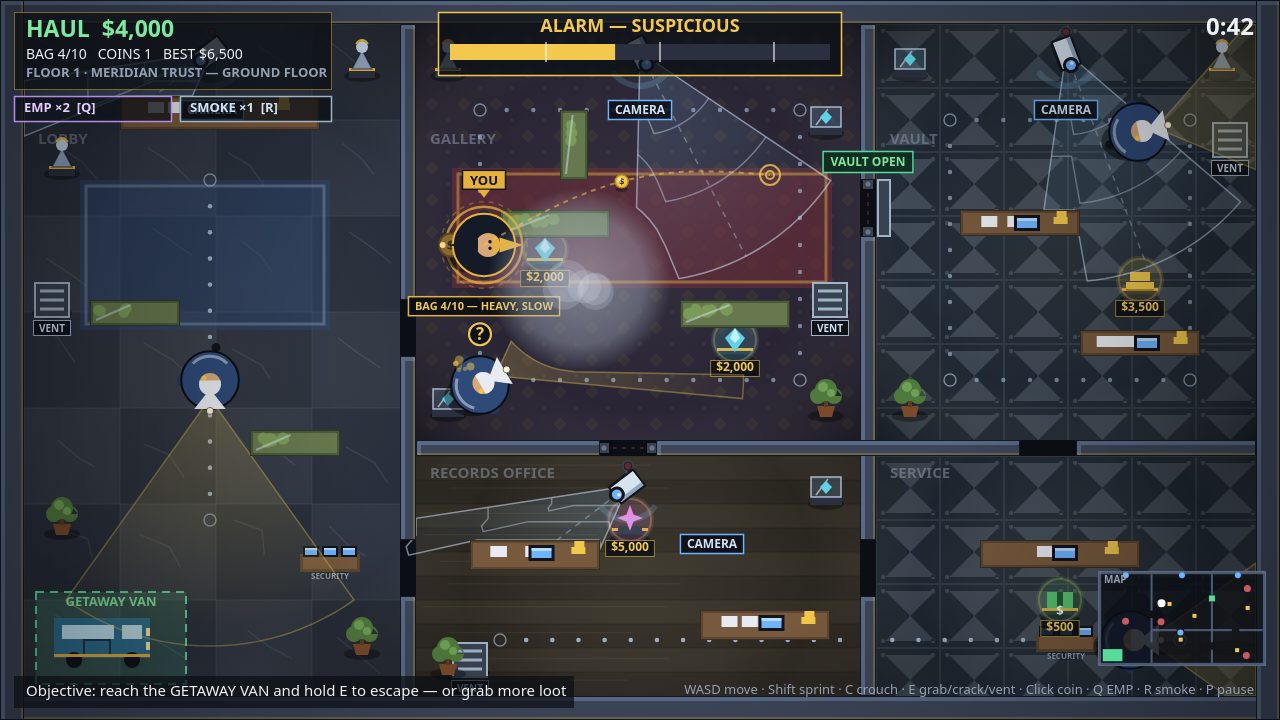 HAUL $4,000
BAG 4/10 COINS 1 BEST $6,500
FLOOR 1 · MERIDIAN TRUST — GROUND FLOOR
EMP ×2 [Q]
SMOKE ×1 [R]
ALARM — SUSPICIOUS
0:42
LOBBY
GALLERY
VAULT
CAMERA
CAMERA
VAULT OPEN
YOU
VENT
$2,000
$3,500
BAG 4/10 — HEAVY, SLOW
VENT
VENT
?
$2,000
RECORDS OFFICE
SERVICE
$5,000
CAMERA
SECURITY
MAP
GETAWAY VAN
$
$500
SECURITY
Objective: reach the GETAWAY VAN and hold E to escape — or grab more loot
WASD move · Shift sprint · C crouch · E grab/crack/vent · Click coin · Q EMP · R smoke · P pause